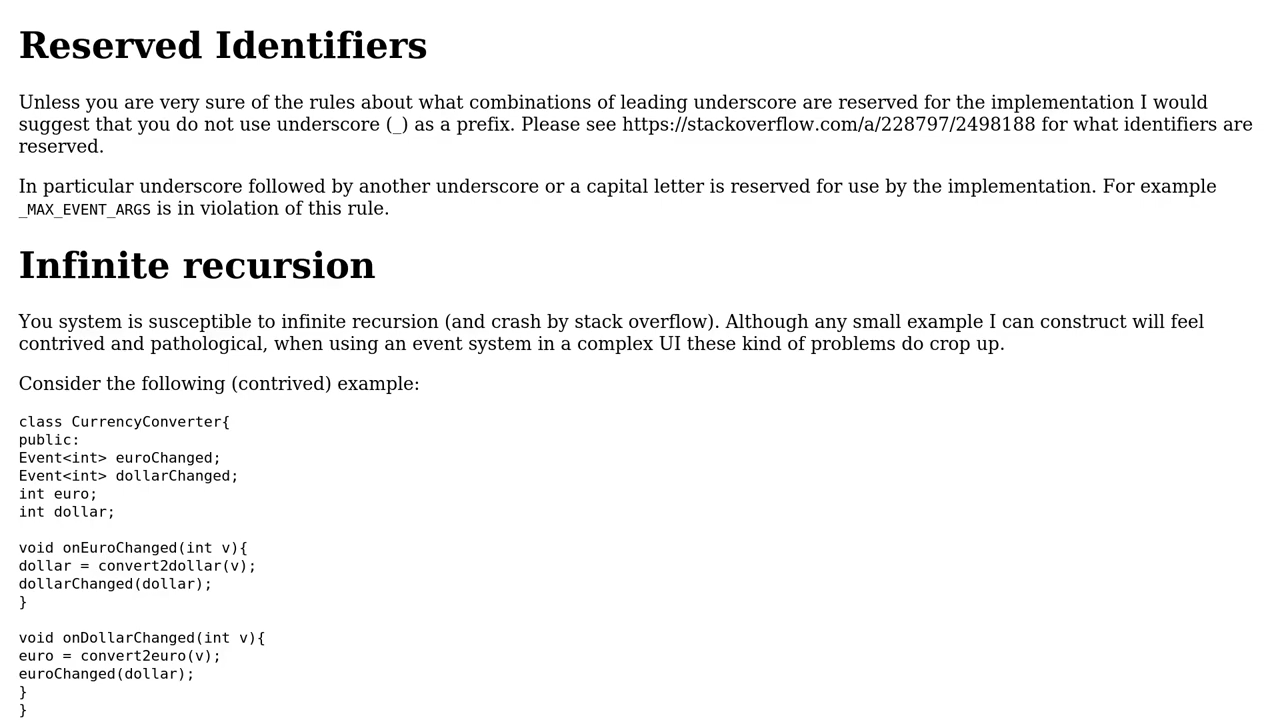 Reserved Identifiers
Unless you are very sure of the rules about what combinations of leading underscore are reserved for the implementation I would
suggest that you do not use underscore (_) as a prefix. Please see https://stackoverflow.com/a/228797/2498188 for what identifiers are
reserved.
In particular underscore followed by another underscore or a capital letter is reserved for use by the implementation. For example
_MAX_EVENT_ARGS is in violation of this rule.
Infinite recursion
You system is susceptible to infinite recursion (and crash by stack overflow). Although any small example I can construct will feel
contrived and pathological, when using an event system in a complex UI these kind of problems do crop up.
Consider the following (contrived) example:
class CurrencyConverter{
public:
Event<int> euroChanged;
Event<int> dollarChanged;
int euro;
int dollar;
void onEuroChanged(int v){
dollar = convert2dollar(v);
dollarChanged(dollar);
}
void onDollarChanged(int v){
euro = convert2euro(v);
euroChanged(dollar);
}
}